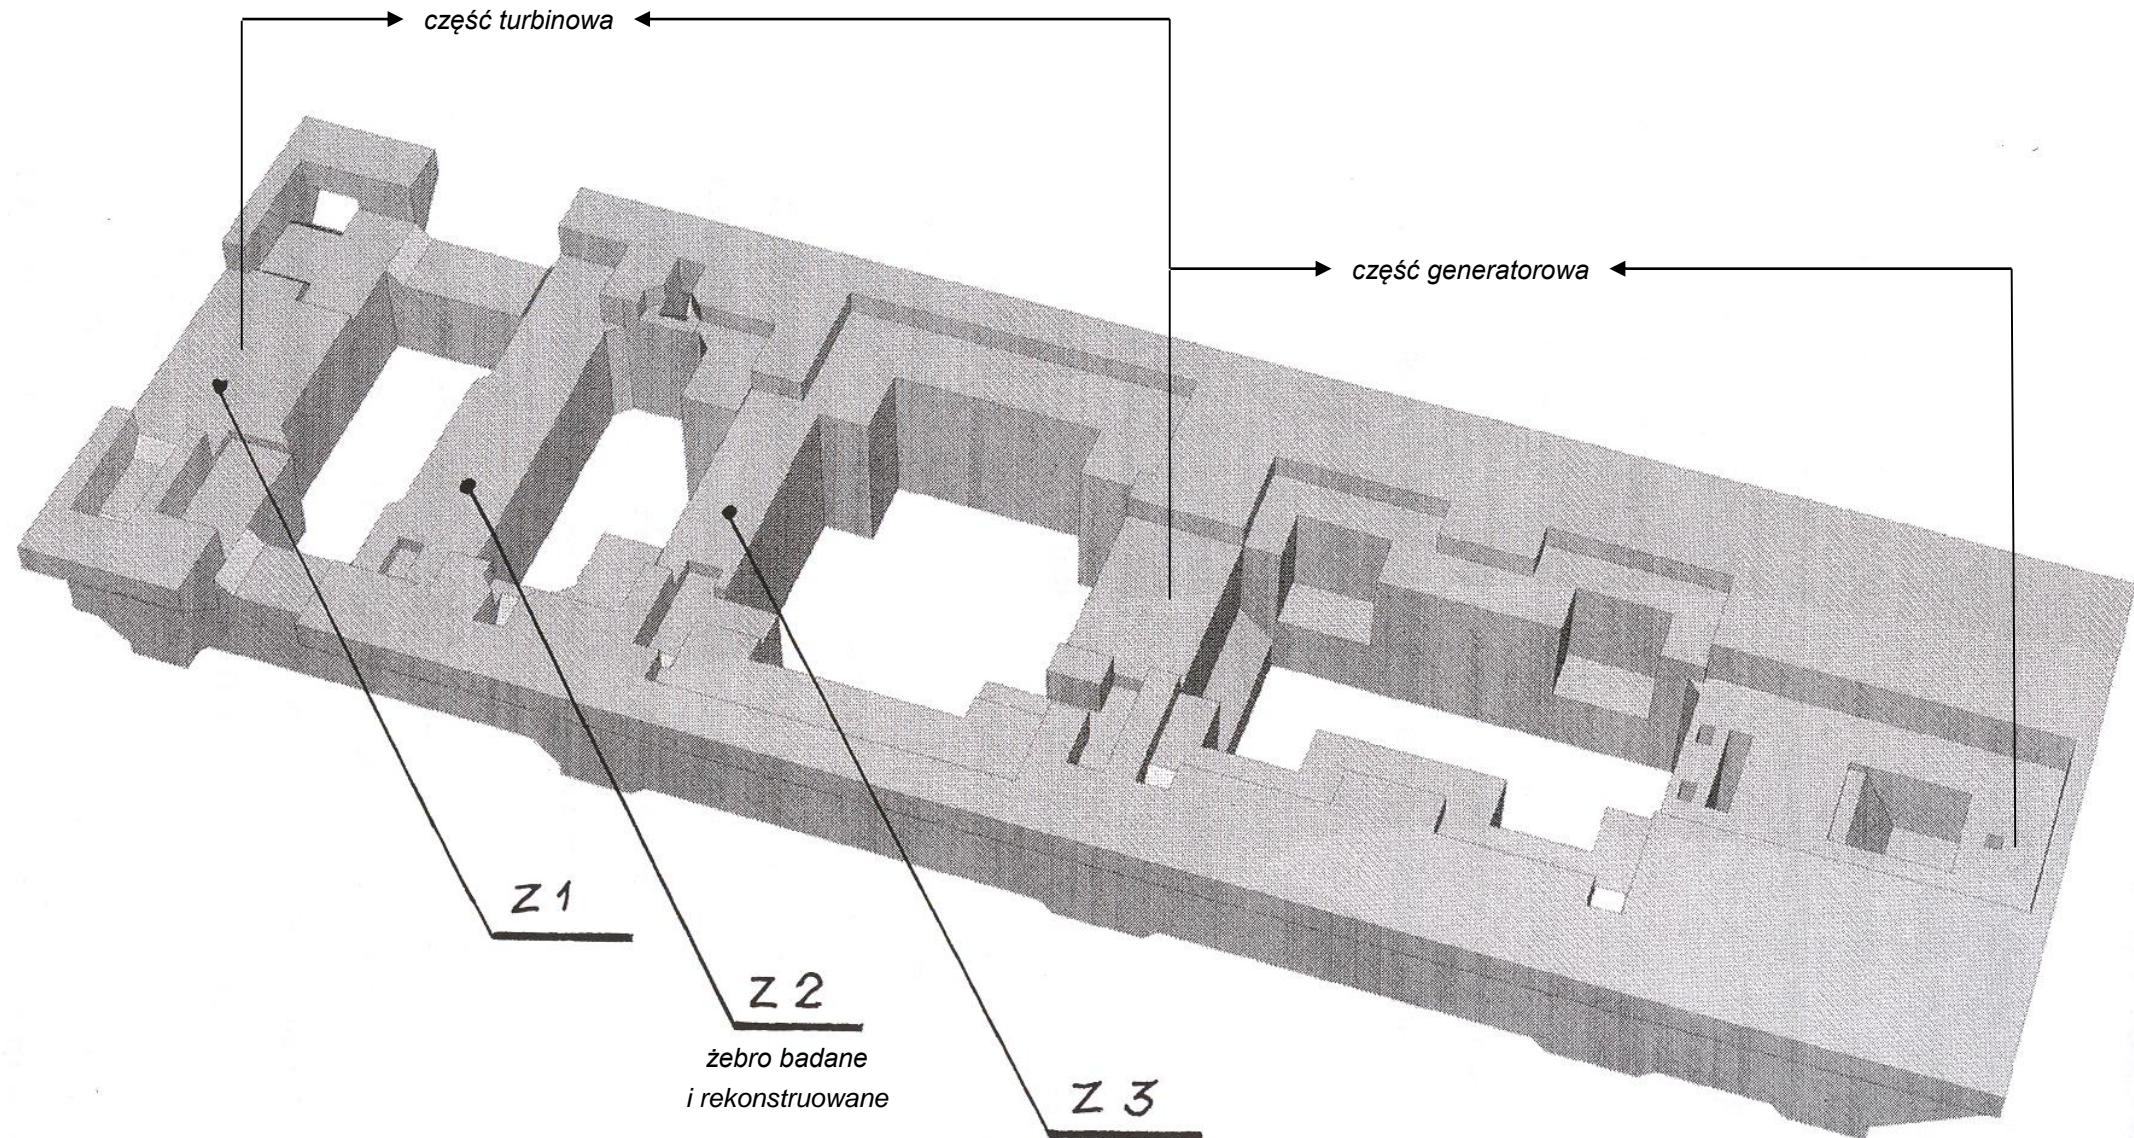 część turbinowa
część generatorowa
Z 1
Z 2
żebro badane
i rekonstruowane
Z 3